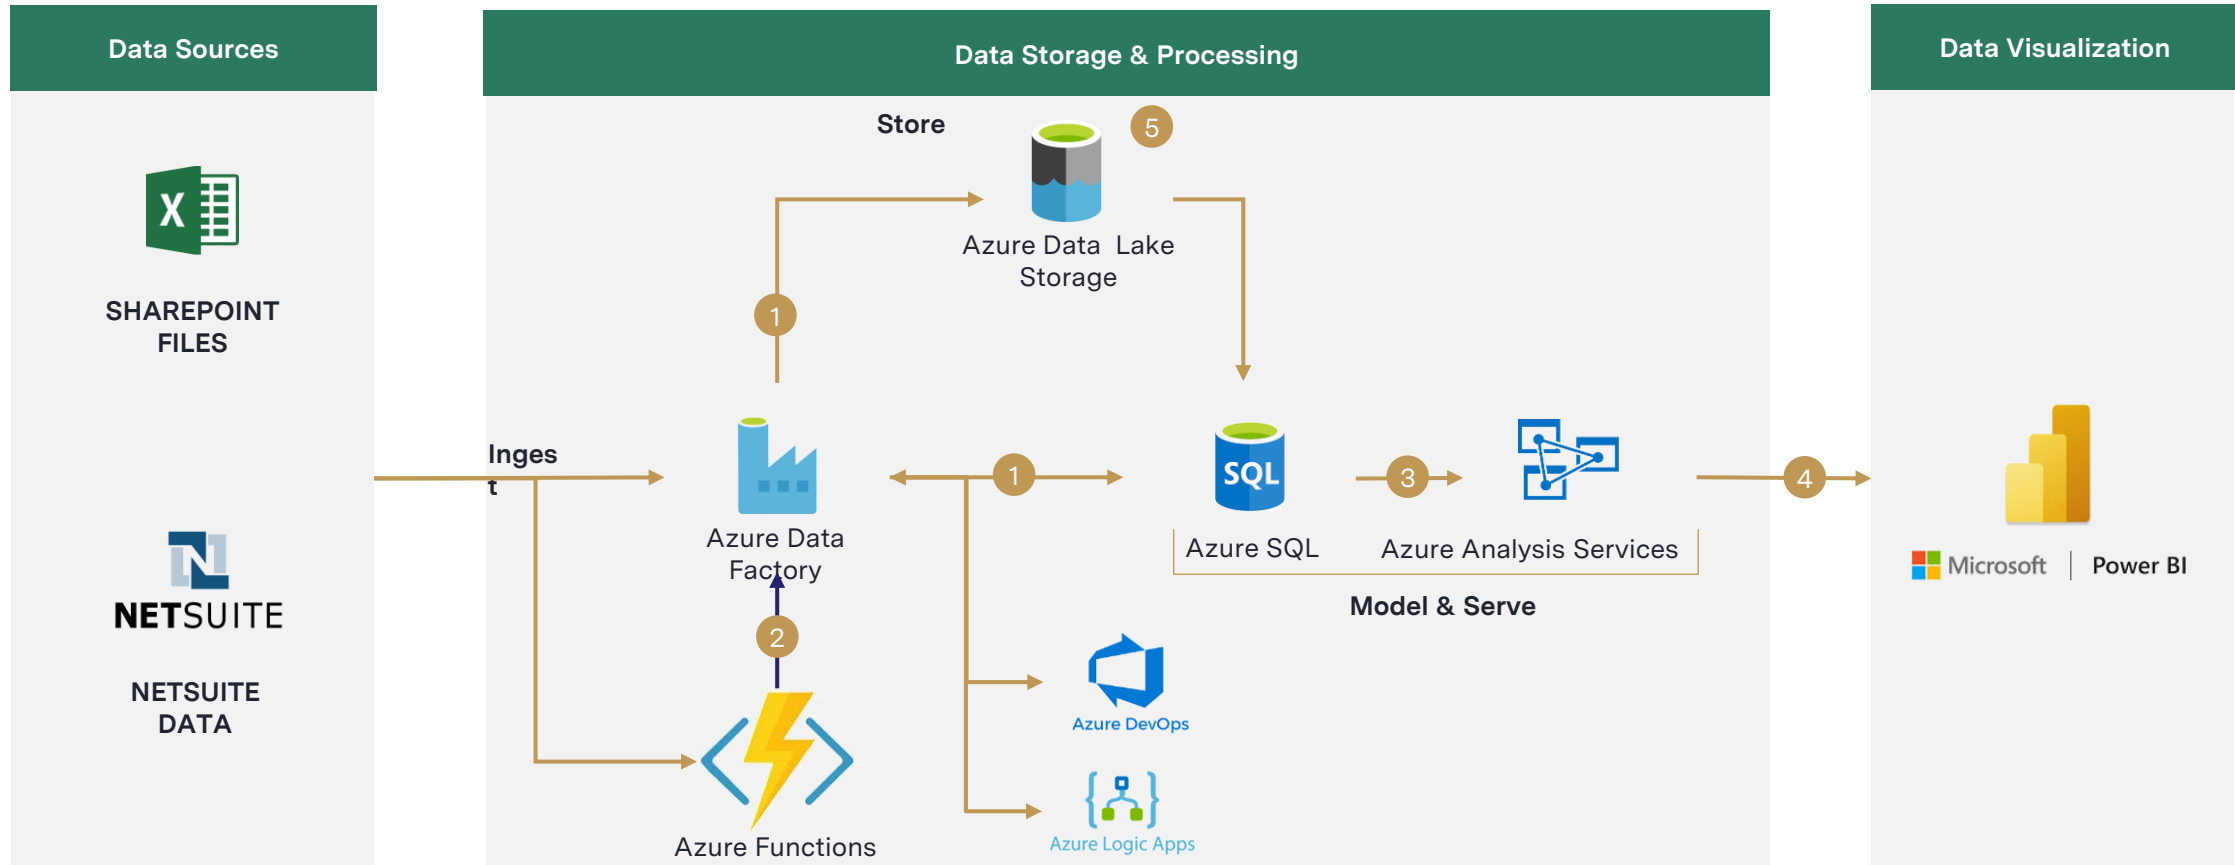 Data Sources
Data Storage & Processing
Data Visualization
Store
5
X
Azure Data Lake
Storage
SHAREPOINT
FILES
1
Inges
t
1
SQL
3
4
Azure Data
Factory
Azure SQL
Azure Analysis Services
Microsoft | Power BI
N
NETSUITE
Model & Serve
2
NETSUITE
DATA
Azure DevOps
Azure Functions
Azure Logic Apps